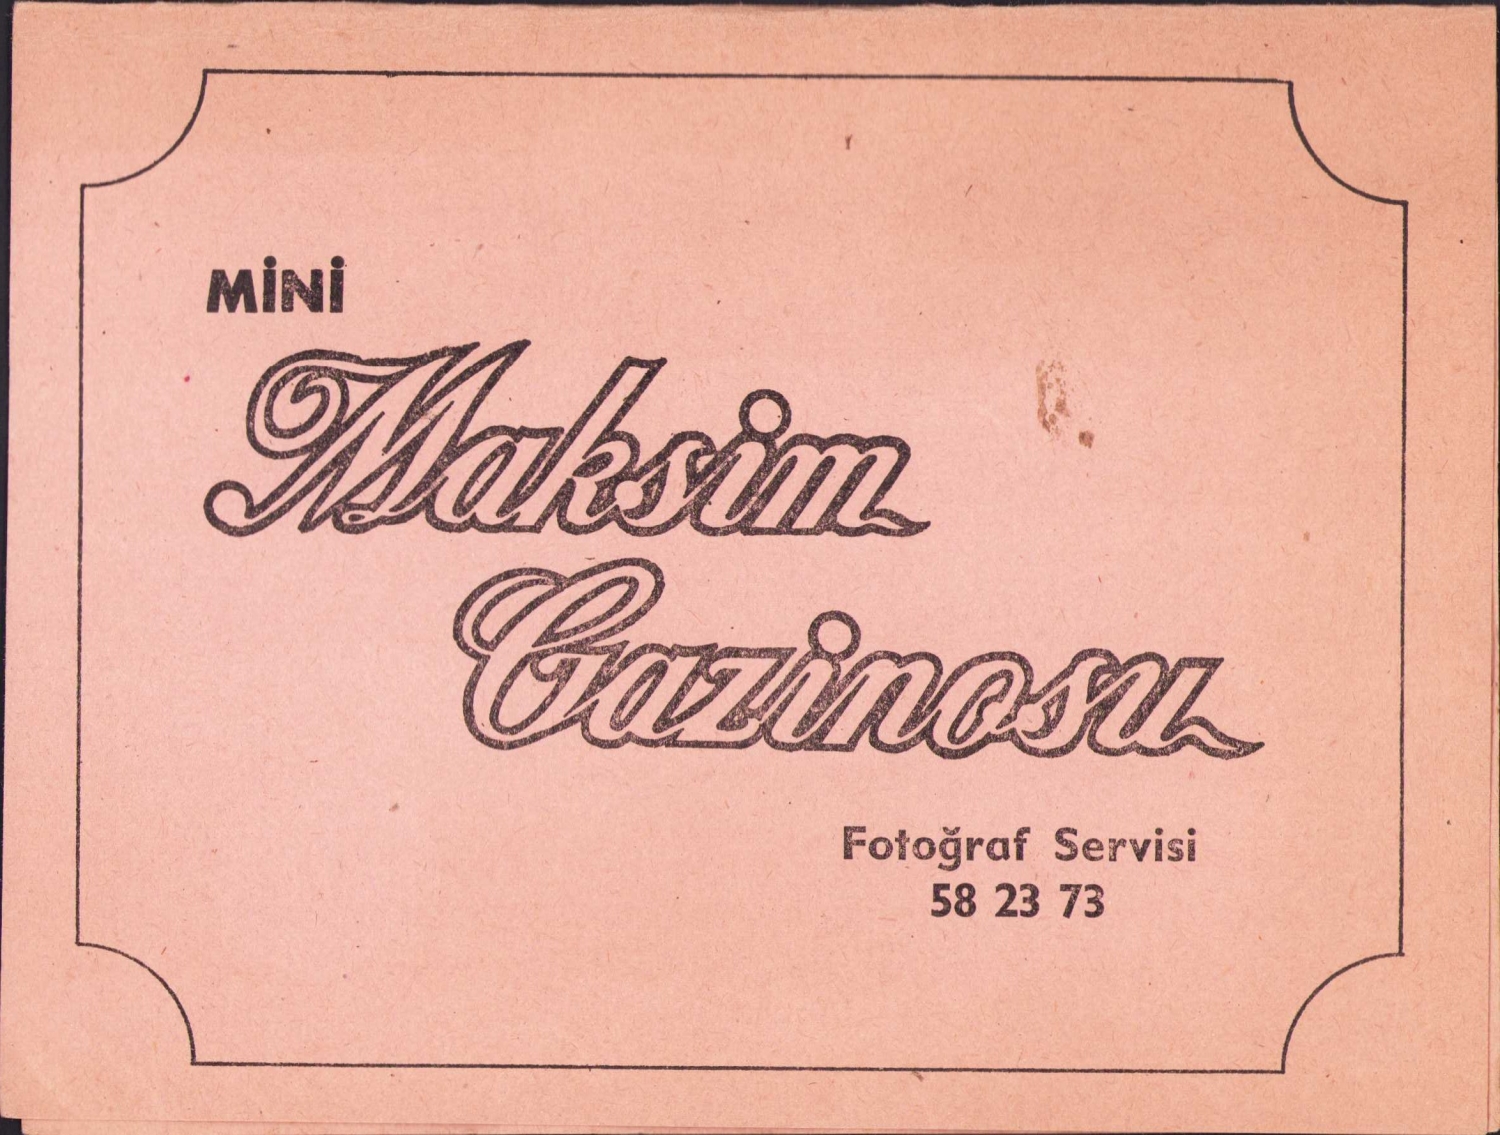 MİNİ
Maksim
Gazinosu
Fotoğraf Servisi
58 23 73